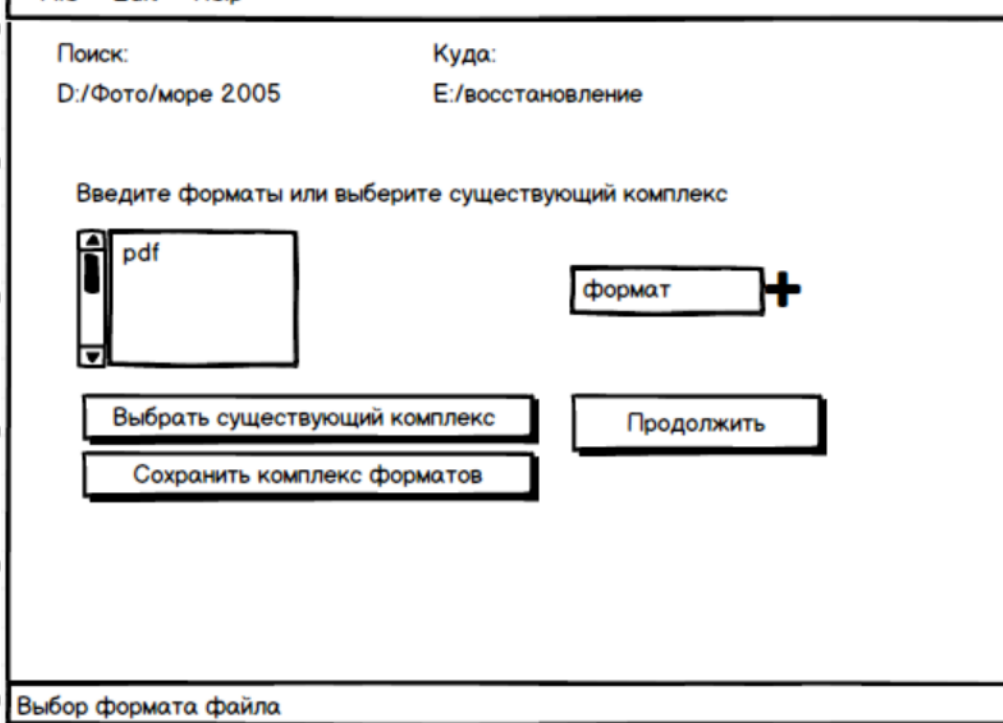 Поиск: Куда:
D:/Фото/море 2005 E:/восстановление
Введите форматы или выберите существующий комплекс
pdf
формат
Выбрать существующий комплекс Продолжить
Сохранить комплекс форматов
Выбор формата файла